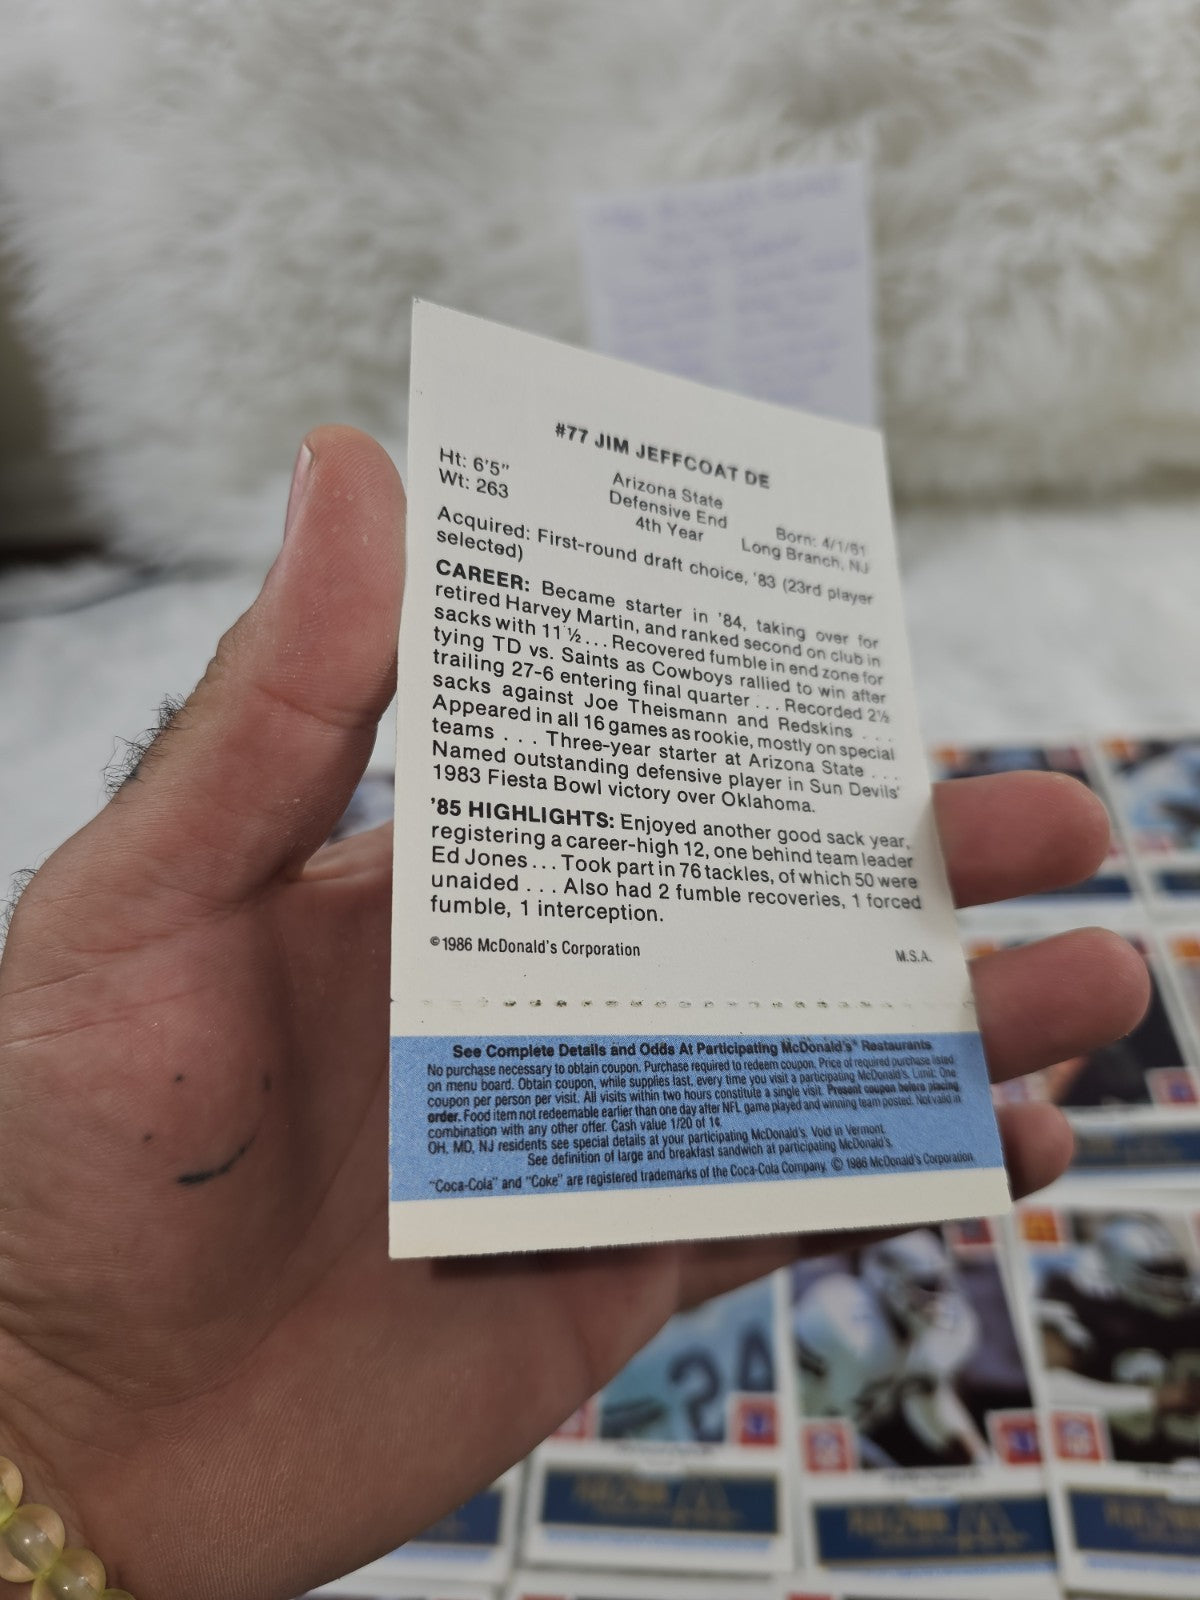 #77 JIM JEFFCOAT DE
Ht: 6'5"
Wt: 263
Arizona State
Defensive End
4th Year
Born: 4/1/61
Long Branch, NJ
Acquired: First-round draft choice, '83 (23rd player
selected)
CAREER: Became starter in '84, taking over for
retired Harvey Martin, and ranked second on club in
sacks with 11½... Recovered fumble in end zone for
tying TD vs. Saints as Cowboys rallied to win after
trailing 27-6 entering final quarter ... Recorded 2½
sacks against Joe Theismann and Redskins ...
Appeared in all 16 games as rookie, mostly on special
teams ... Three-year starter at Arizona State ...
Named outstanding defensive player in Sun Devils'
1983 Fiesta Bowl victory over Oklahoma.
'85 HIGHLIGHTS: Enjoyed another good sack year,
registering a career-high 12, one behind team leader
Ed Jones... Took part in 76 tackles, of which 50 were
unaided ... Also had 2 fumble recoveries, 1 forced
fumble, 1 interception.
©1986 McDonald's Corporation
M.S.A.
See Complete Details and Odds At Participating McDonald's® Restaurants
No purchase necessary to obtain coupon. Purchase required to redeem coupon. Price of required purchase listed
on menu board. Obtain coupon, while supplies last, every time you visit a participating McDonald's. Limit: One
coupon per person per visit. All visits within two hours constitute a single visit. Present coupon before placing
order. Food item not redeemable earlier than one day after NFL game played and winning team posted. Not valid in
combination with any other offer. Cash value 1/20 of 1¢.
OH, MD, NJ residents see special details at your participating McDonald's. Void in Vermont.
See definition of large and breakfast sandwich at participating McDonald's.
"Coca-Cola" and "Coke" are registered trademarks of the Coca-Cola Company. © 1986 McDonald's Corporation
24